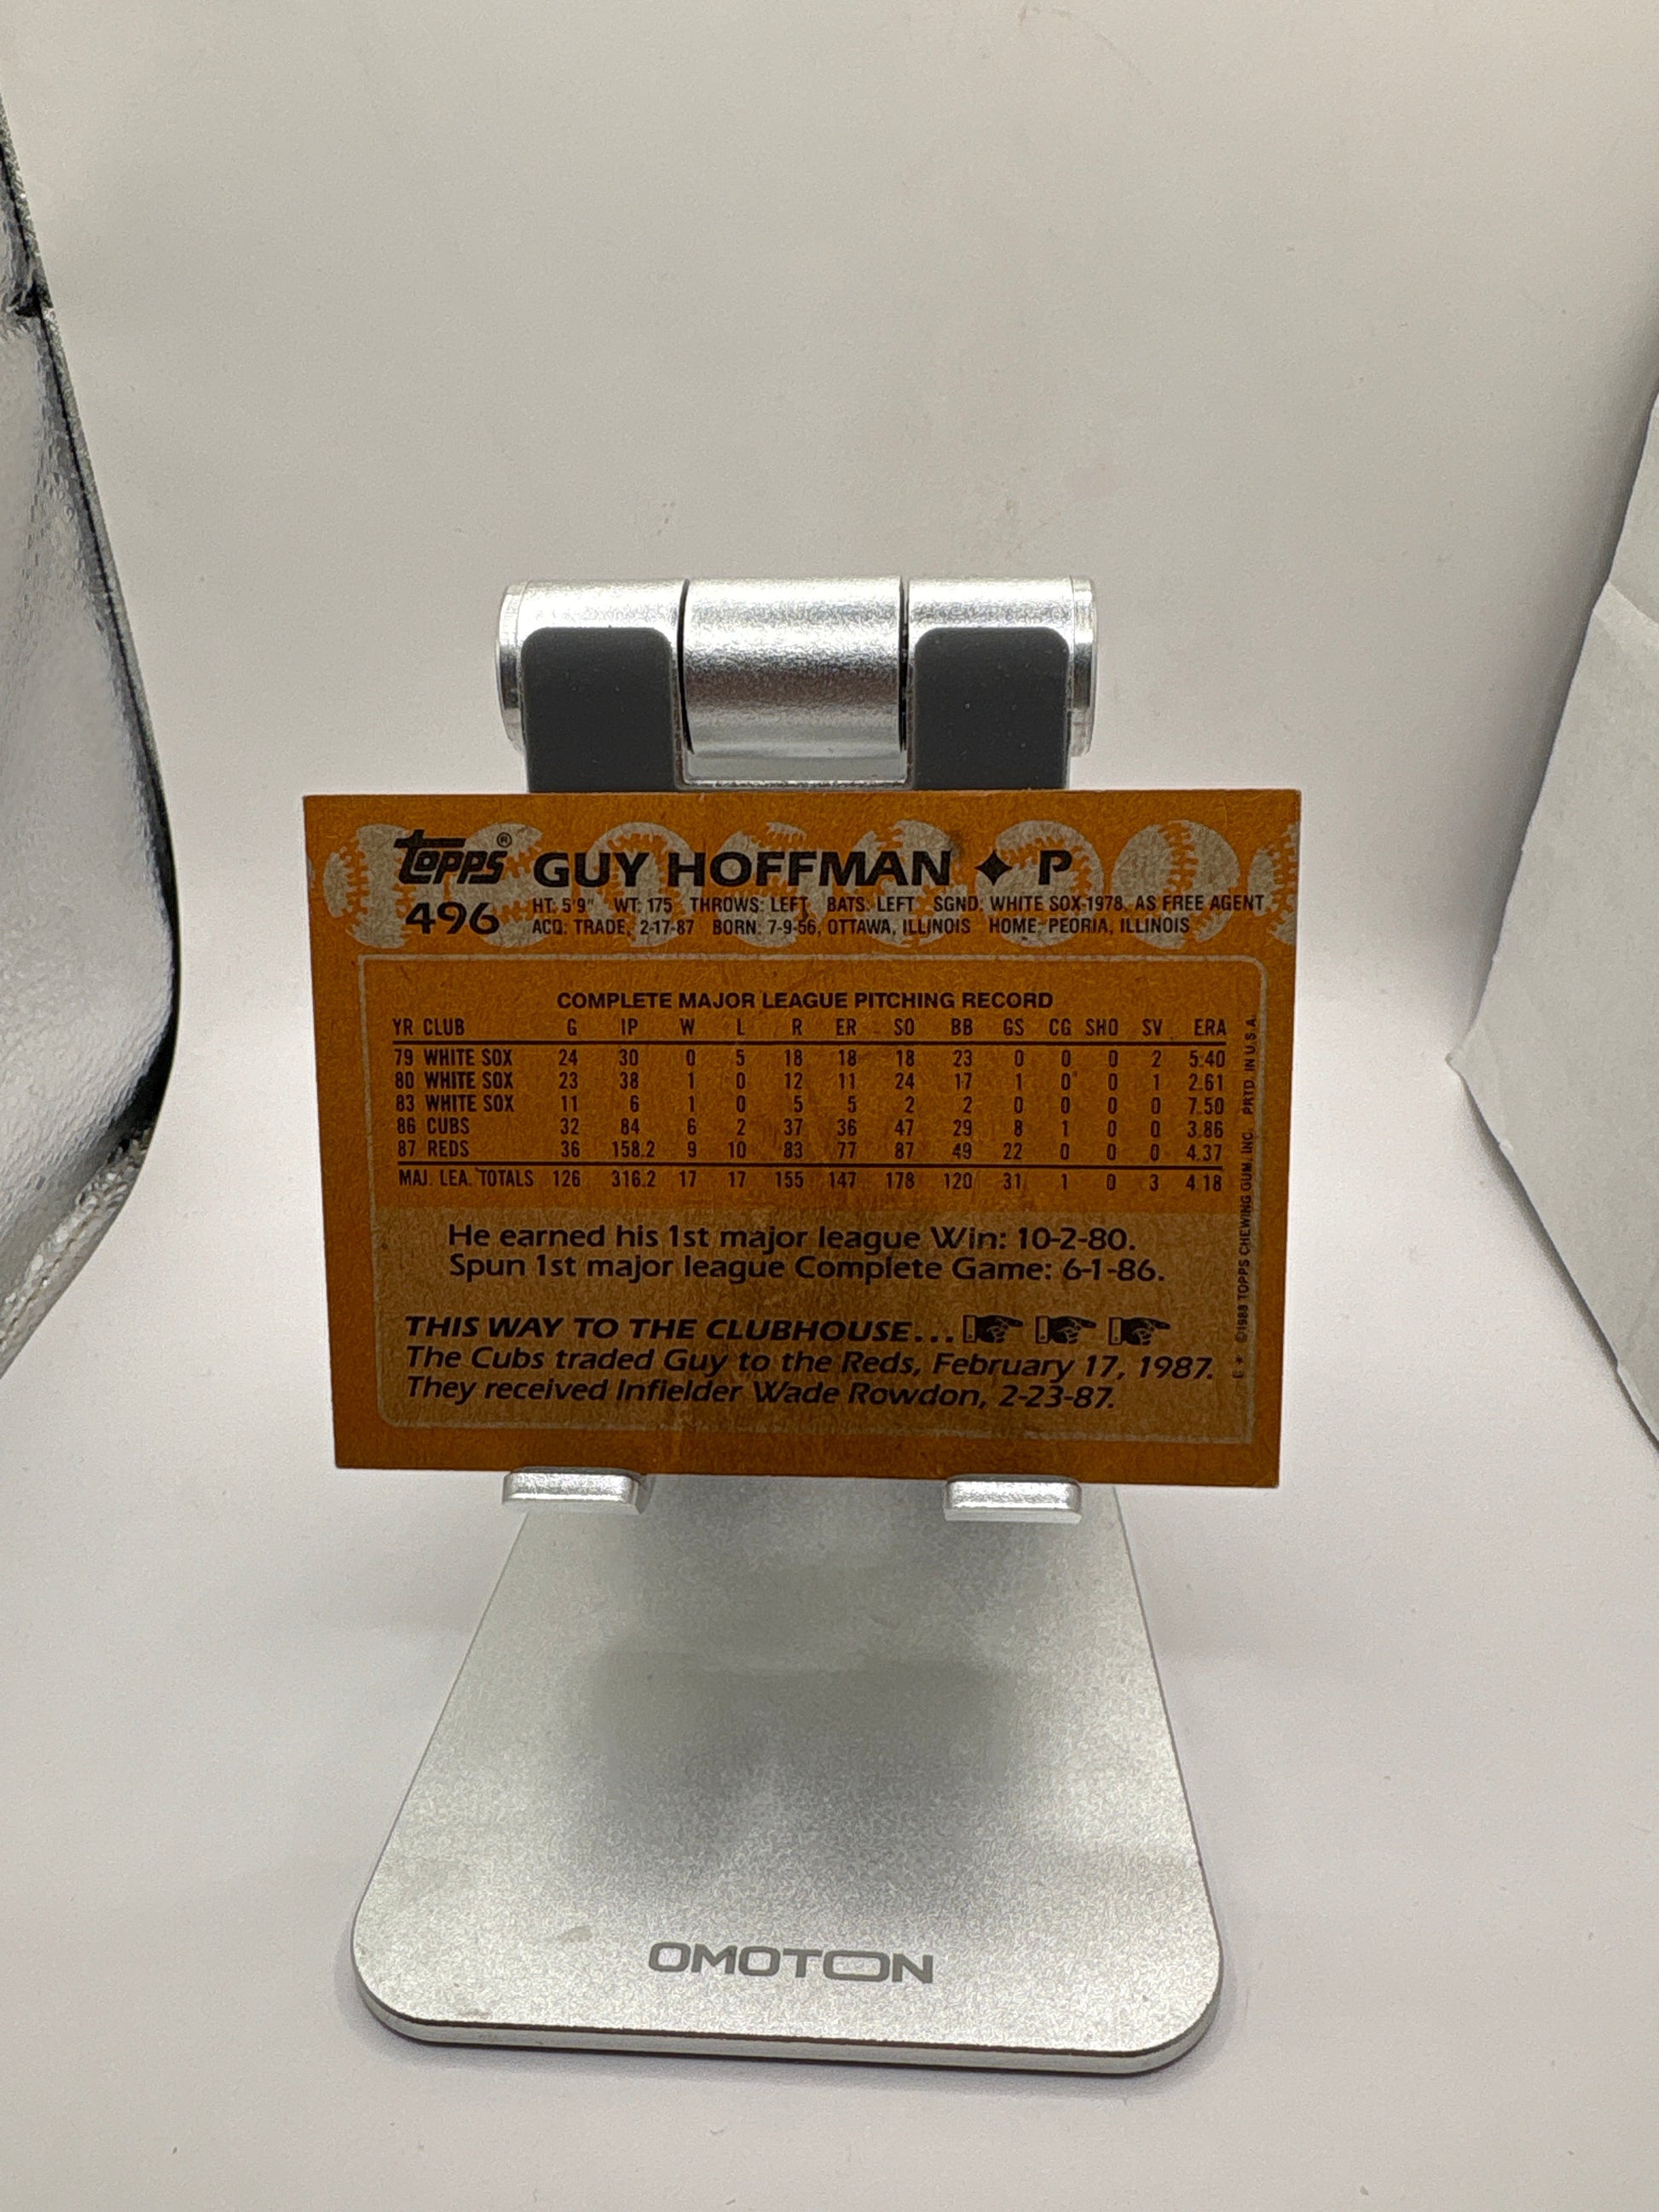 topps®
GUY HOFFMAN ✦ P
496
HT: 5'9" WT: 175 THROWS: LEFT BATS: LEFT SGND: WHITE SOX-1978, AS FREE AGENT
ACQ: TRADE, 2-17-87 BORN: 7-9-56, OTTAWA, ILLINOIS HOME: PEORIA, ILLINOIS
COMPLETE MAJOR LEAGUE PITCHING RECORD
YR CLUB G IP W L R ER SO BB GS CG SHO SV ERA
79 WHITE SOX 24 30 0 5 18 18 18 23 0 0 0 2 5.40
80 WHITE SOX 23 38 1 0 12 11 24 17 1 0 0 1 2.61
83 WHITE SOX 11 6 1 0 5 5 2 2 0 0 0 0 7.50
86 CUBS 32 84 6 2 37 36 47 29 8 1 0 0 3.86
87 REDS 36 158.2 9 10 83 77 87 49 22 0 0 0 4.37
MAJ. LEA. TOTALS 126 316.2 17 17 155 147 178 120 31 1 0 3 4.18
He earned his 1st major league Win: 10-2-80.
Spun 1st major league Complete Game: 6-1-86.
THIS WAY TO THE CLUBHOUSE...
The Cubs traded Guy to the Reds, February 17, 1987.
They received Infielder Wade Rowdon, 2-23-87.
E* ©1988 TOPPS CHEWING GUM, INC. PRTD. IN U.S.A.
OMOTON